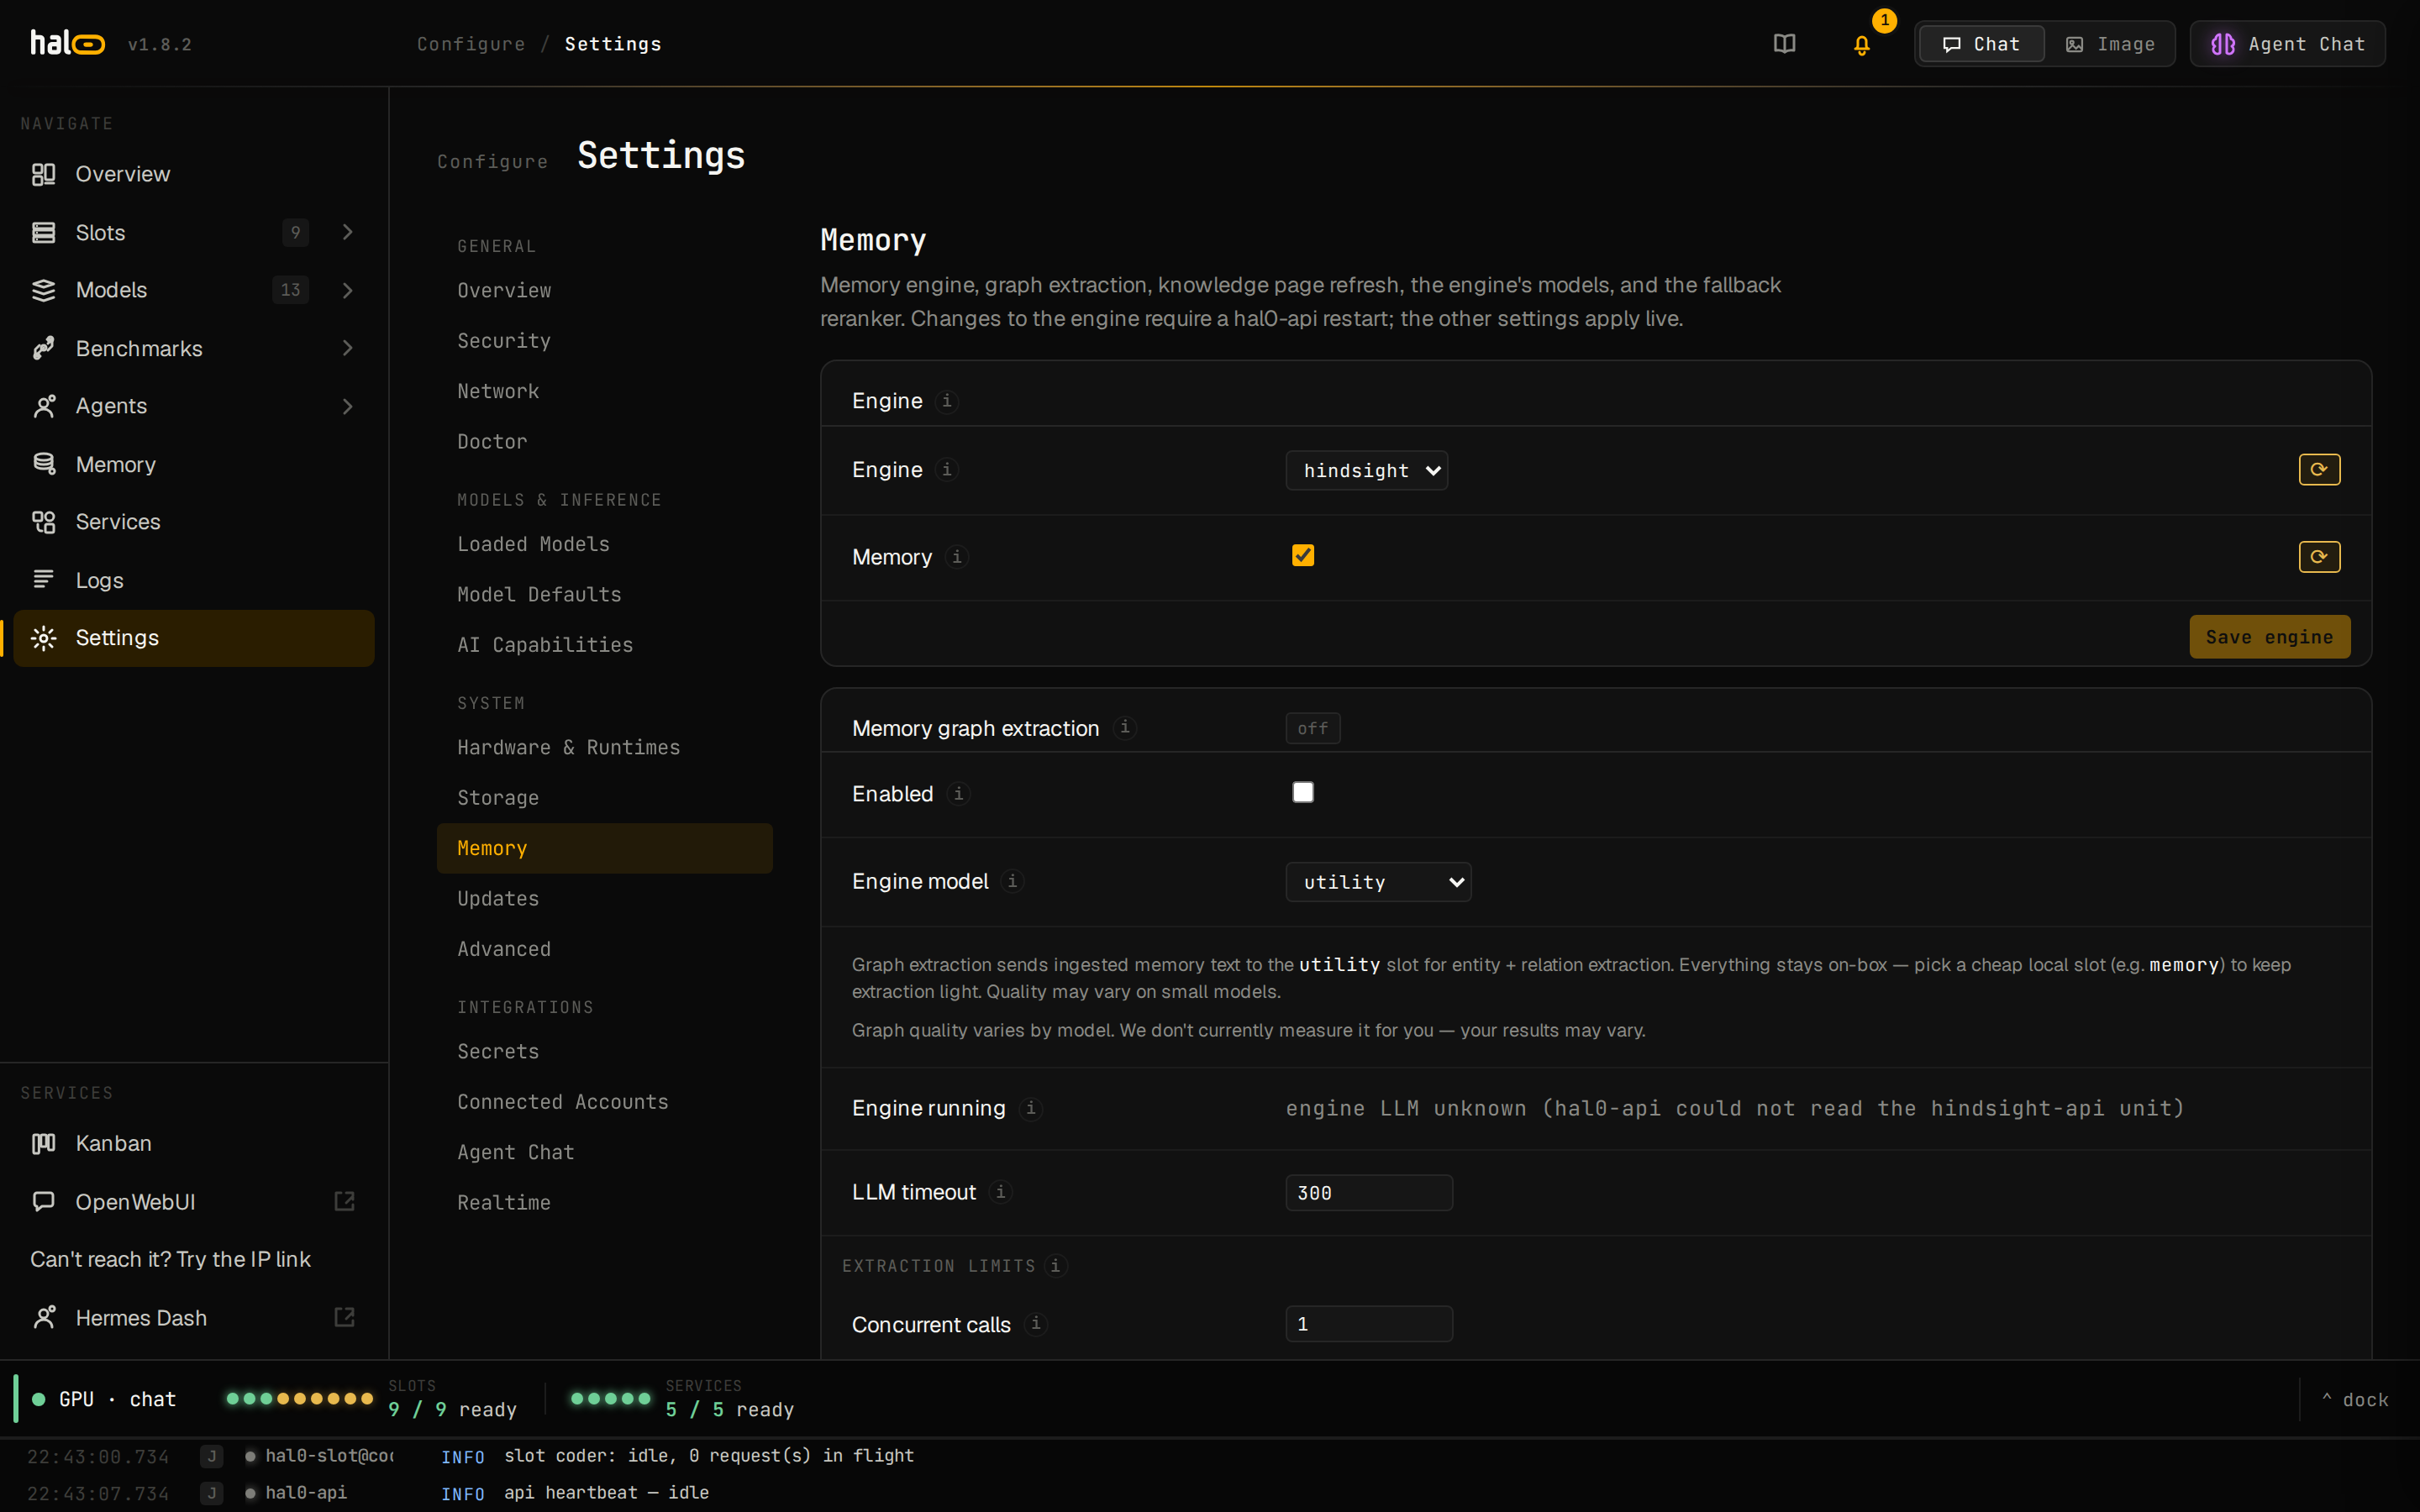 halo v1.8.2
Configure / Settings
1
Chat
Image
Agent Chat
NAVIGATE
Overview
Slots 9
Models 13
Benchmarks
Agents
Memory
Services
Logs
Settings
SERVICES
Kanban
OpenWebUI
Can't reach it? Try the IP link
Hermes Dash
Configure Settings
GENERAL
Overview
Security
Network
Doctor
MODELS & INFERENCE
Loaded Models
Model Defaults
AI Capabilities
SYSTEM
Hardware & Runtimes
Storage
Memory
Updates
Advanced
INTEGRATIONS
Secrets
Connected Accounts
Agent Chat
Realtime
Memory
Memory engine, graph extraction, knowledge page refresh, the engine's models, and the fallback
reranker. Changes to the engine require a hal0-api restart; the other settings apply live.
Engine i
Engine i hindsight
Memory i
Save engine
Memory graph extraction i off
Enabled i
Engine model i utility
Graph extraction sends ingested memory text to the utility slot for entity + relation extraction. Everything stays on-box — pick a cheap local slot (e.g. memory) to keep
extraction light. Quality may vary on small models.
Graph quality varies by model. We don't currently measure it for you — your results may vary.
Engine running i engine LLM unknown (hal0-api could not read the hindsight-api unit)
LLM timeout i 300
EXTRACTION LIMITS i
Concurrent calls i 1
GPU · chat
SLOTS
9 / 9 ready
SERVICES
5 / 5 ready
^ dock
22:43:00.734 J hal0-slot@coc INFO slot coder: idle, 0 request(s) in flight
22:43:07.734 J hal0-api INFO api heartbeat — idle